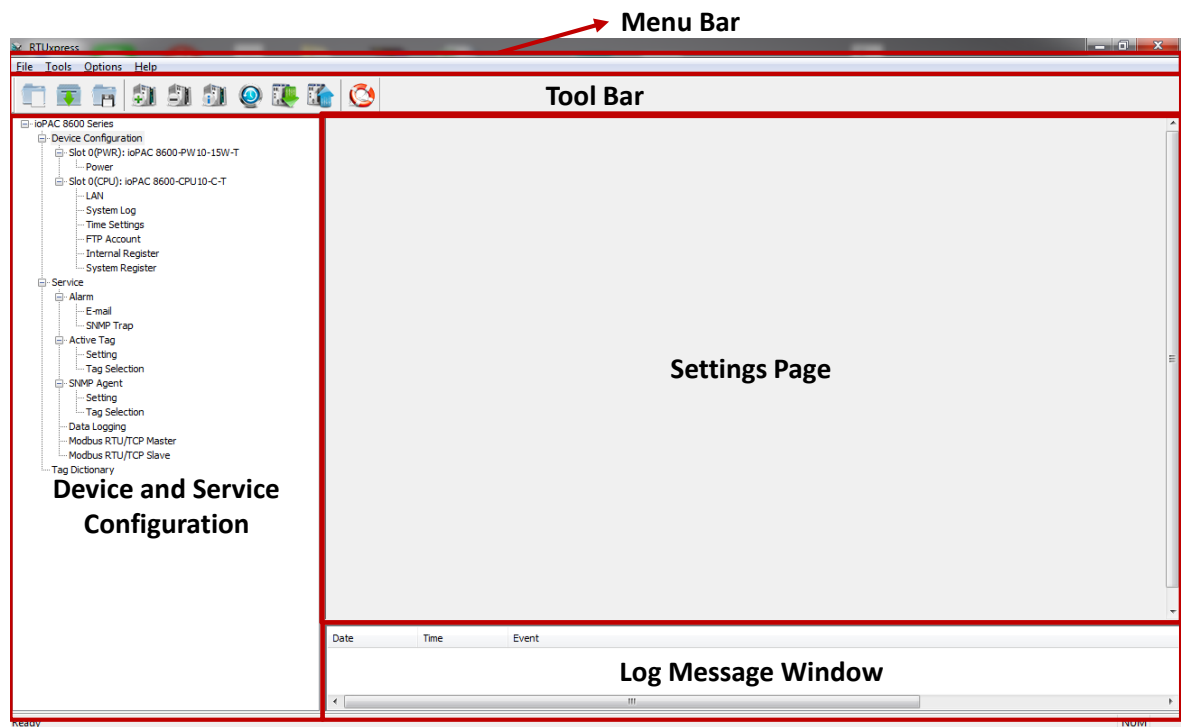 Menu Bar
RTUxpress
File Tools Options Help
Tool Bar
ioPAC 8600 Series
Device Configuration
Slot 0(PWR): ioPAC 8600-PW10-15W-T
Power
Slot 0(CPU): ioPAC 8600-CPU10-C-T
LAN
System Log
Time Settings
FTP Account
Internal Register
System Register
Service
Alarm
E-mail
SNMP Trap
Active Tag
Setting
Tag Selection
SNMP Agent
Setting
Tag Selection
Data Logging
Modbus RTU/TCP Master
Modbus RTU/TCP Slave
Tag Dictionary
Device and Service
Configuration
Settings Page
Date Time Event
Log Message Window
Ready NUM